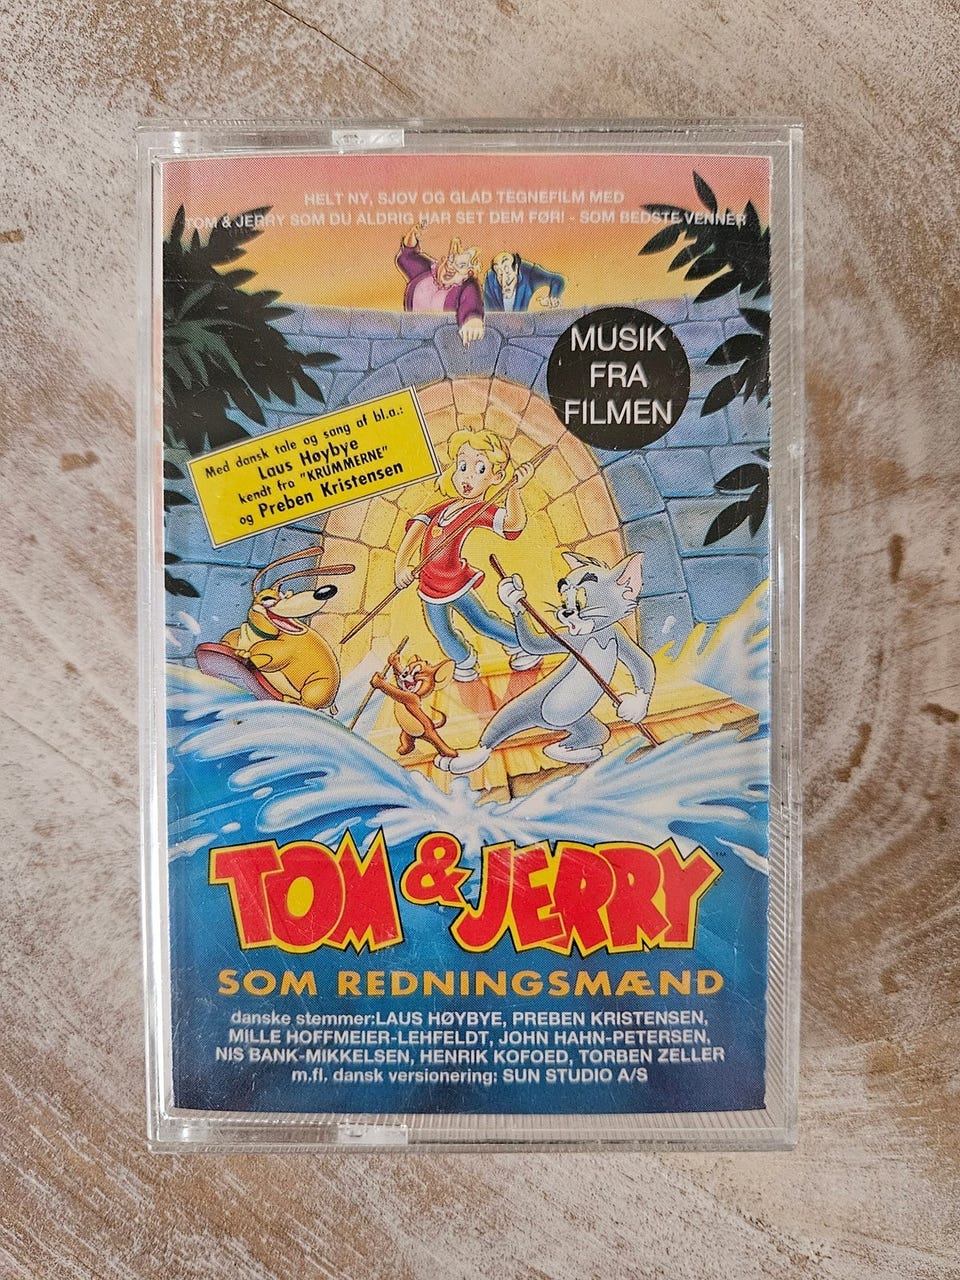 HELT NY, SJOV OG GLAD TEGNEFILM MED
TOM & JERRY SOM DU ALDRIG HAR SET DEM FØR! - SOM BEDSTE VENNER
MUSIK
FRA
FILMEN
Med dansk tale og sang af bl.a.:
Laus Høybye
kendt fra "KRUMMERNE"
og Preben Kristensen
TOM & JERRY™
SOM REDNINGSMÆND
danske stemmer:LAUS HØYBYE, PREBEN KRISTENSEN,
MILLE HOFFMEIER-LEHFELDT, JOHN HAHN-PETERSEN,
NIS BANK-MIKKELSEN, HENRIK KOFOED, TORBEN ZELLER
m.fl. dansk versionering: SUN STUDIO A/S